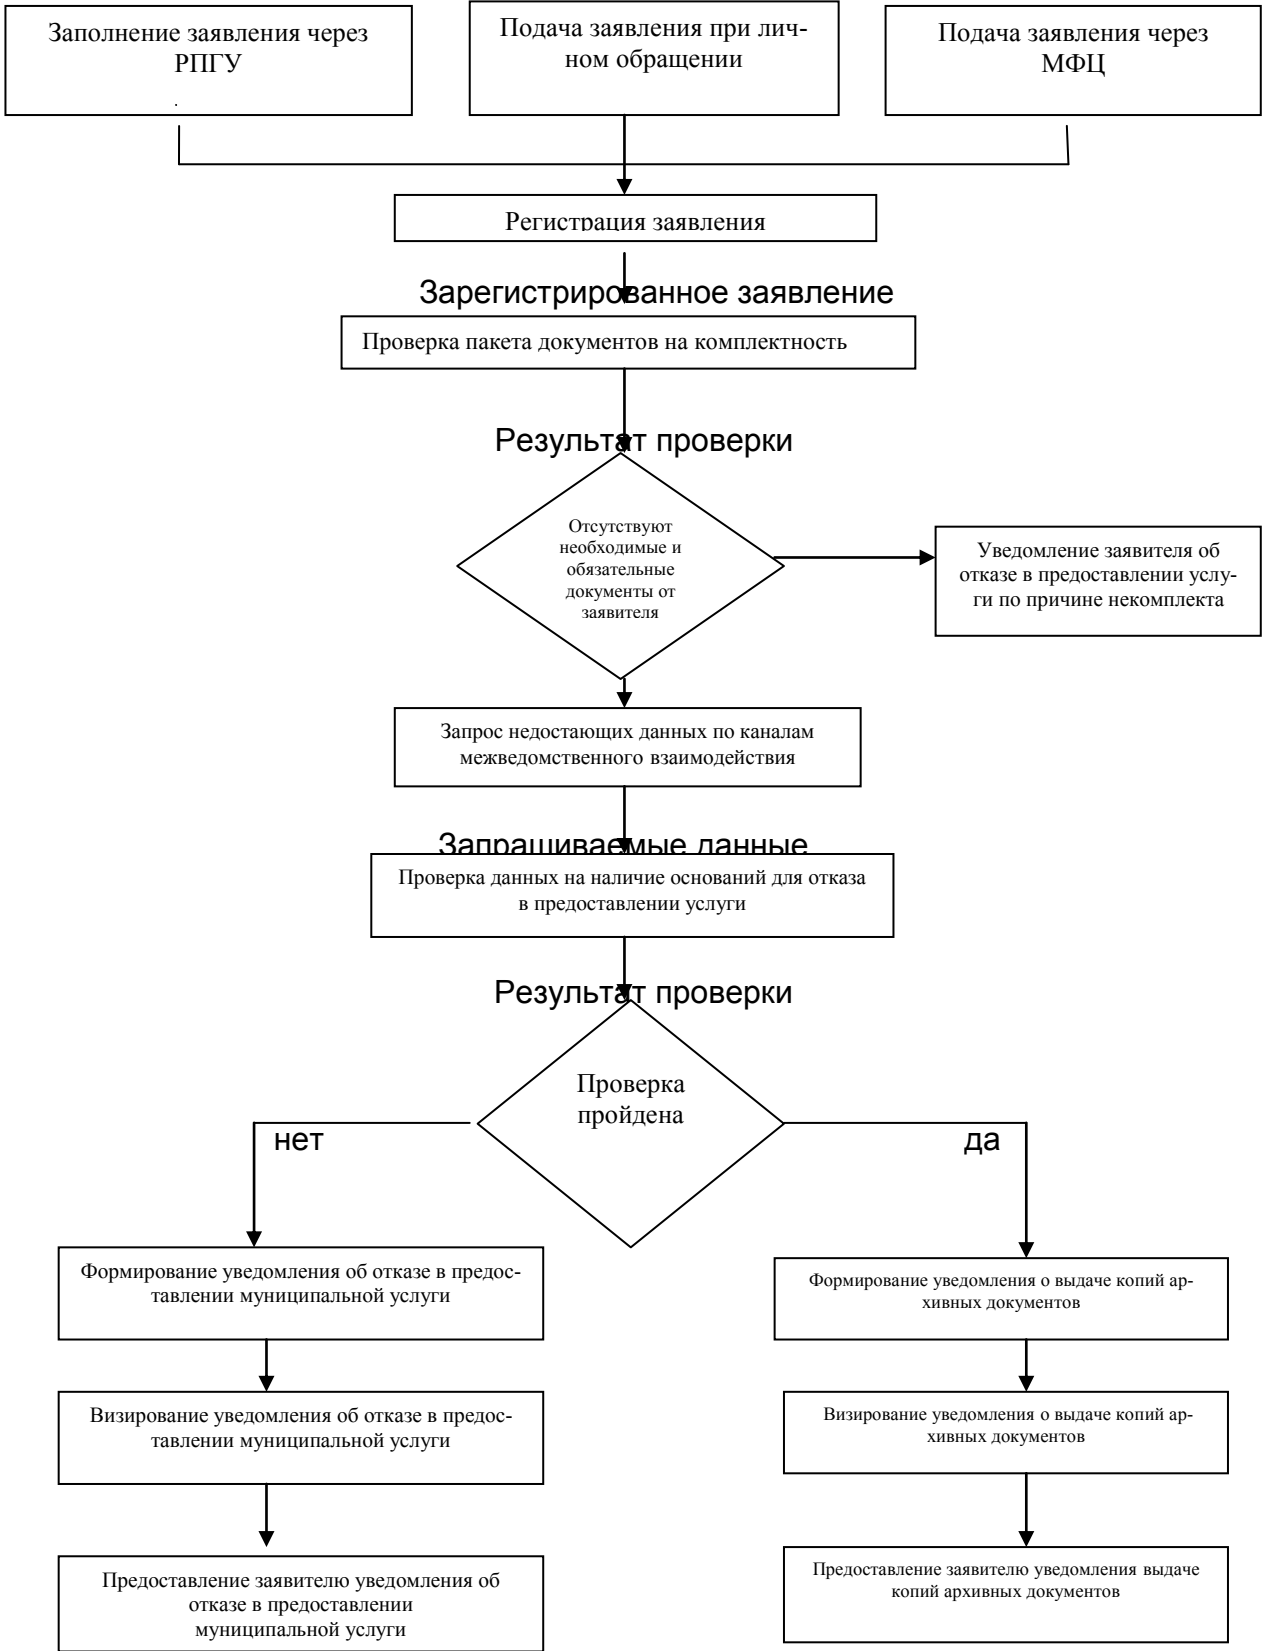 Заполнение заявления через
РПГУ
.
Подача заявления при лич-
ном обращении
Подача заявления через
МФЦ
Регистрация заявления
Зарегистрированное заявление
Проверка пакета документов на комплектность
Результат проверки
Отсутствуют
необходимые и
обязательные
документы от
заявителя
Уведомление заявителя об
отказе в предоставлении услу-
ги по причине некомплекта
Запрос недостающих данных по каналам
межведомственного взаимодействия
Запрашиваемые данные
Проверка данных на наличие оснований для отказа
в предоставлении услуги
Результат проверки
Проверка
пройдена
нет
да
Формирование уведомления об отказе в предос-
тавлении муниципальной услуги
Формирование уведомления о выдаче копий ар-
хивных документов
Визирование уведомления об отказе в предос-
тавлении муниципальной услуги
Визирование уведомления о выдаче копий ар-
хивных документов
Предоставление заявителю уведомления об
отказе в предоставлении
муниципальной услуги
Предоставление заявителю уведомления выдаче
копий архивных документов